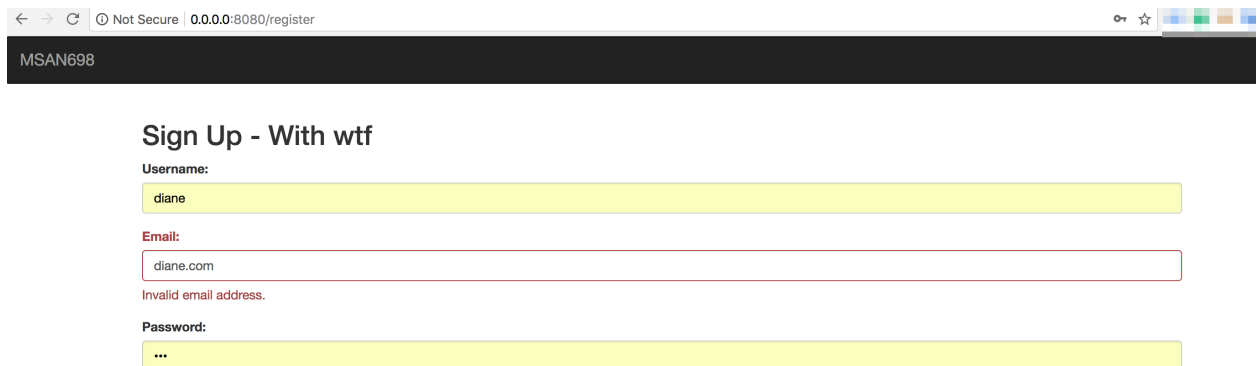 Not Secure 0.0.0.0:8080/register
MSAN698
Sign Up - With wtf
Username:
diane
Email:
diane.com
Invalid email address.
Password:
•••